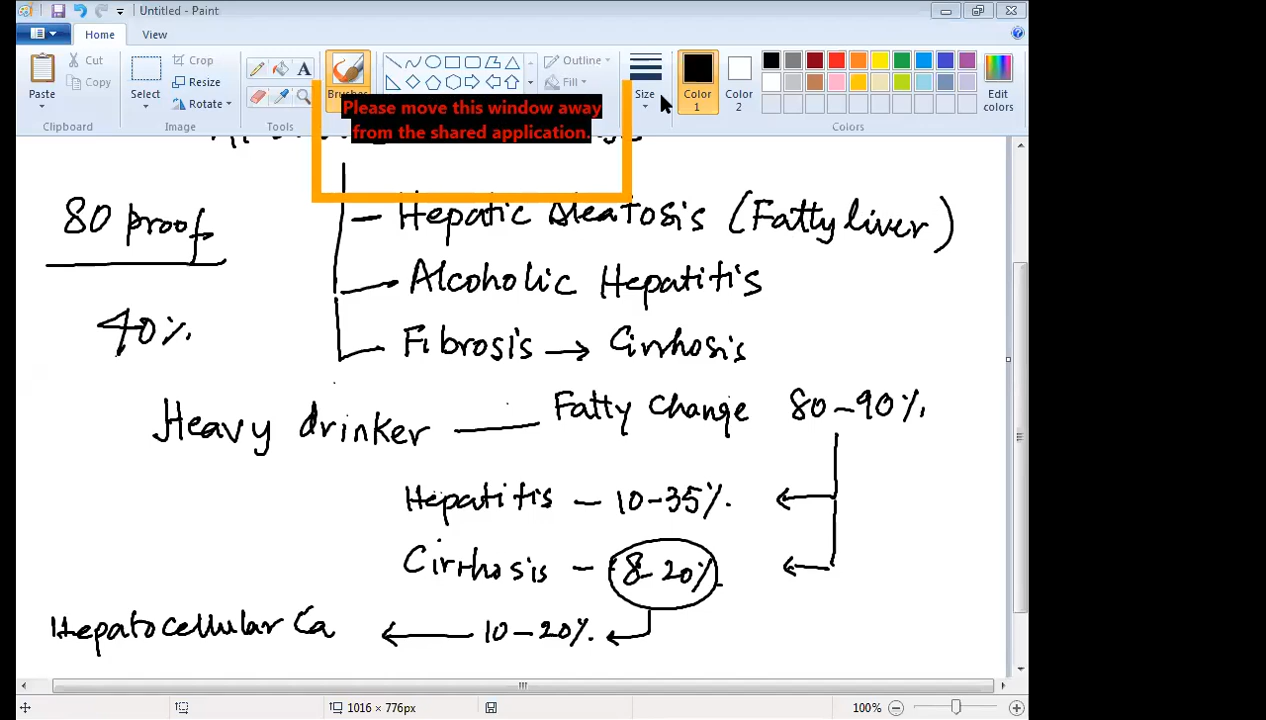 Untitled - Paint
Home View
Paste Cut Copy Select Crop Resize Rotate Brushes Outline Fill Size Color 1 Color 2 Edit colors
Clipboard Image Tools Colors
Please move this window away
from the shared application.
80 proof
40%
Hepatic Steatosis (Fatty liver)
Alcoholic Hepatitis
Fibrosis → Cirrhosis
Heavy drinker — Fatty Change 80-90%
Hepatitis - 10-35%
Cirrhosis - 8-20%
Hepatocellular Ca ← 10-20%
1016 × 776px 100%